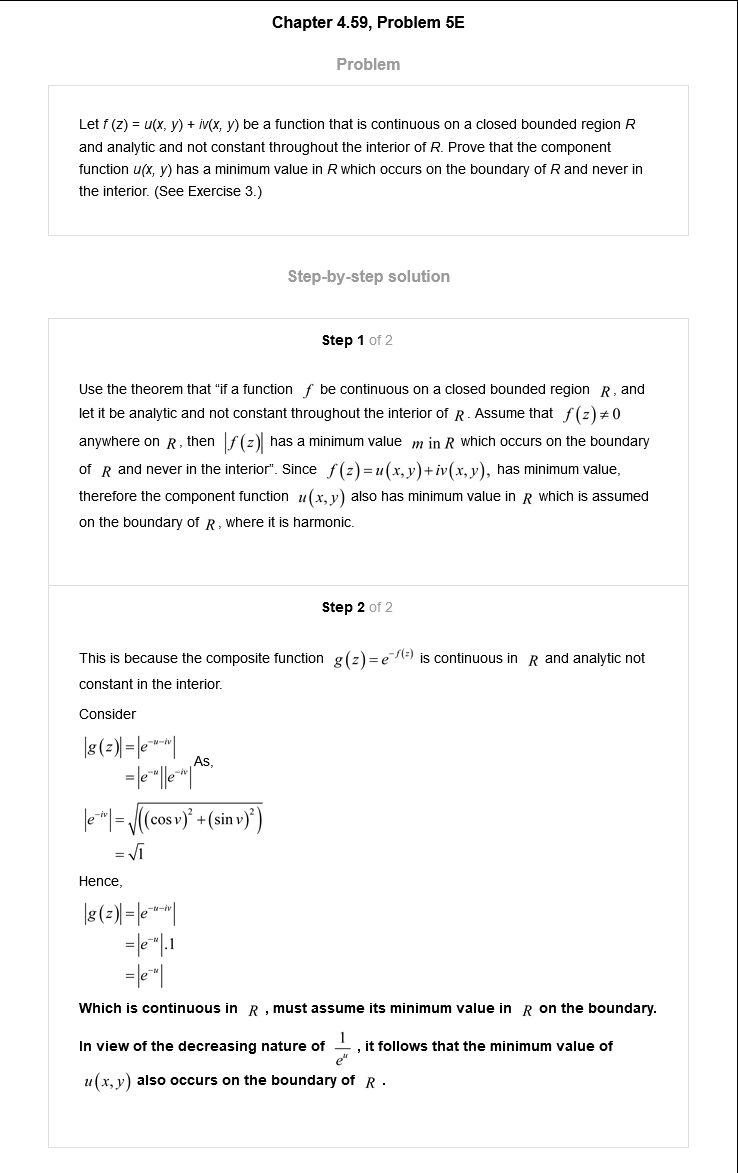 Chapter 4.59, Problem 5E
Problem
Let f (z) = u(x, y) + iv(x, y) be a function that is continuous on a closed bounded region R
and analytic and not constant throughout the interior of R. Prove that the component
function u(x, y) has a minimum value in R which occurs on the boundary of R and never in
the interior. (See Exercise 3.)
Step-by-step solution
Step 1 of 2
Use the theorem that “if a function f be continuous on a closed bounded region R, and
let it be analytic and not constant throughout the interior of R. Assume that f(z)≠0
anywhere on R, then |f(z)| has a minimum value m in R which occurs on the boundary
of R and never in the interior”. Since f(z)=u(x,y)+iv(x,y), has minimum value,
therefore the component function u(x,y) also has minimum value in R which is assumed
on the boundary of R, where it is harmonic.
Step 2 of 2
This is because the composite function g(z)=e^{-f(z)} is continuous in R and analytic not
constant in the interior.
Consider
|g(z)|=|e^{-u-iv}|
=|e^{-u}||e^{-iv}| As,
|e^{-iv}|=√((cos v)^2+(sin v)^2)
=√1
Hence,
|g(z)|=|e^{-u-iv}|
=|e^{-u}|.1
=|e^{-u}|
Which is continuous in R , must assume its minimum value in R on the boundary.
In view of the decreasing nature of 1/e^u , it follows that the minimum value of
u(x,y) also occurs on the boundary of R .